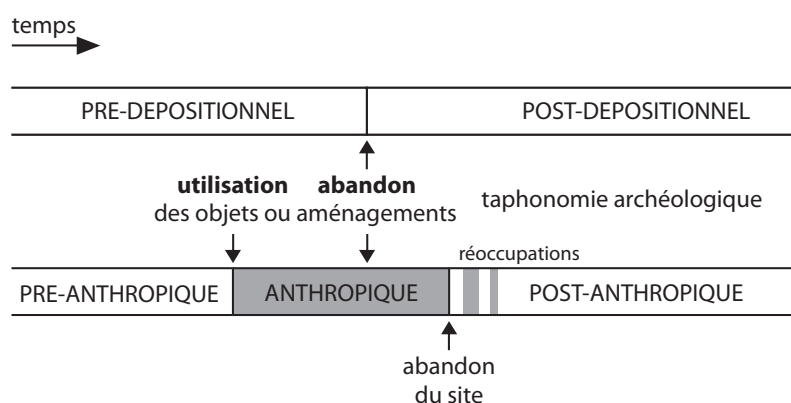 temps
PRE-DEPOSITIONNEL POST-DEPOSITIONNEL
utilisation abandon
des objets ou aménagements
taphonomie archéologique
réoccupations
PRE-ANTHROPIQUE ANTHROPIQUE POST-ANTHROPIQUE
abandon
du site